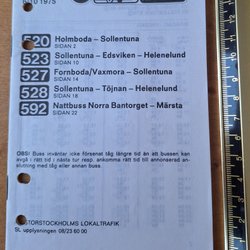 520 Holmboda – Sollentuna
SIDAN 2
523 Sollentuna – Edsviken – Helenelund
SIDAN 10
527 Fornboda/Vaxmora – Sollentuna
SIDAN 14
528 Sollentuna – Töjnan – Helenelund
SIDAN 18
592 Nattbuss Norra Bantorget – Märsta
SIDAN 22
OBS! Buss inväntar icke försenat tåg längre tid än att bussen kan
avgå i rätt tid i nästa tur resp. ankomma rätt tid till annonserad an-
slutning med tåg eller annan buss.
STORSTOCKHOLMS LOKALTRAFIK
SL upplysningen 08/23 60 00